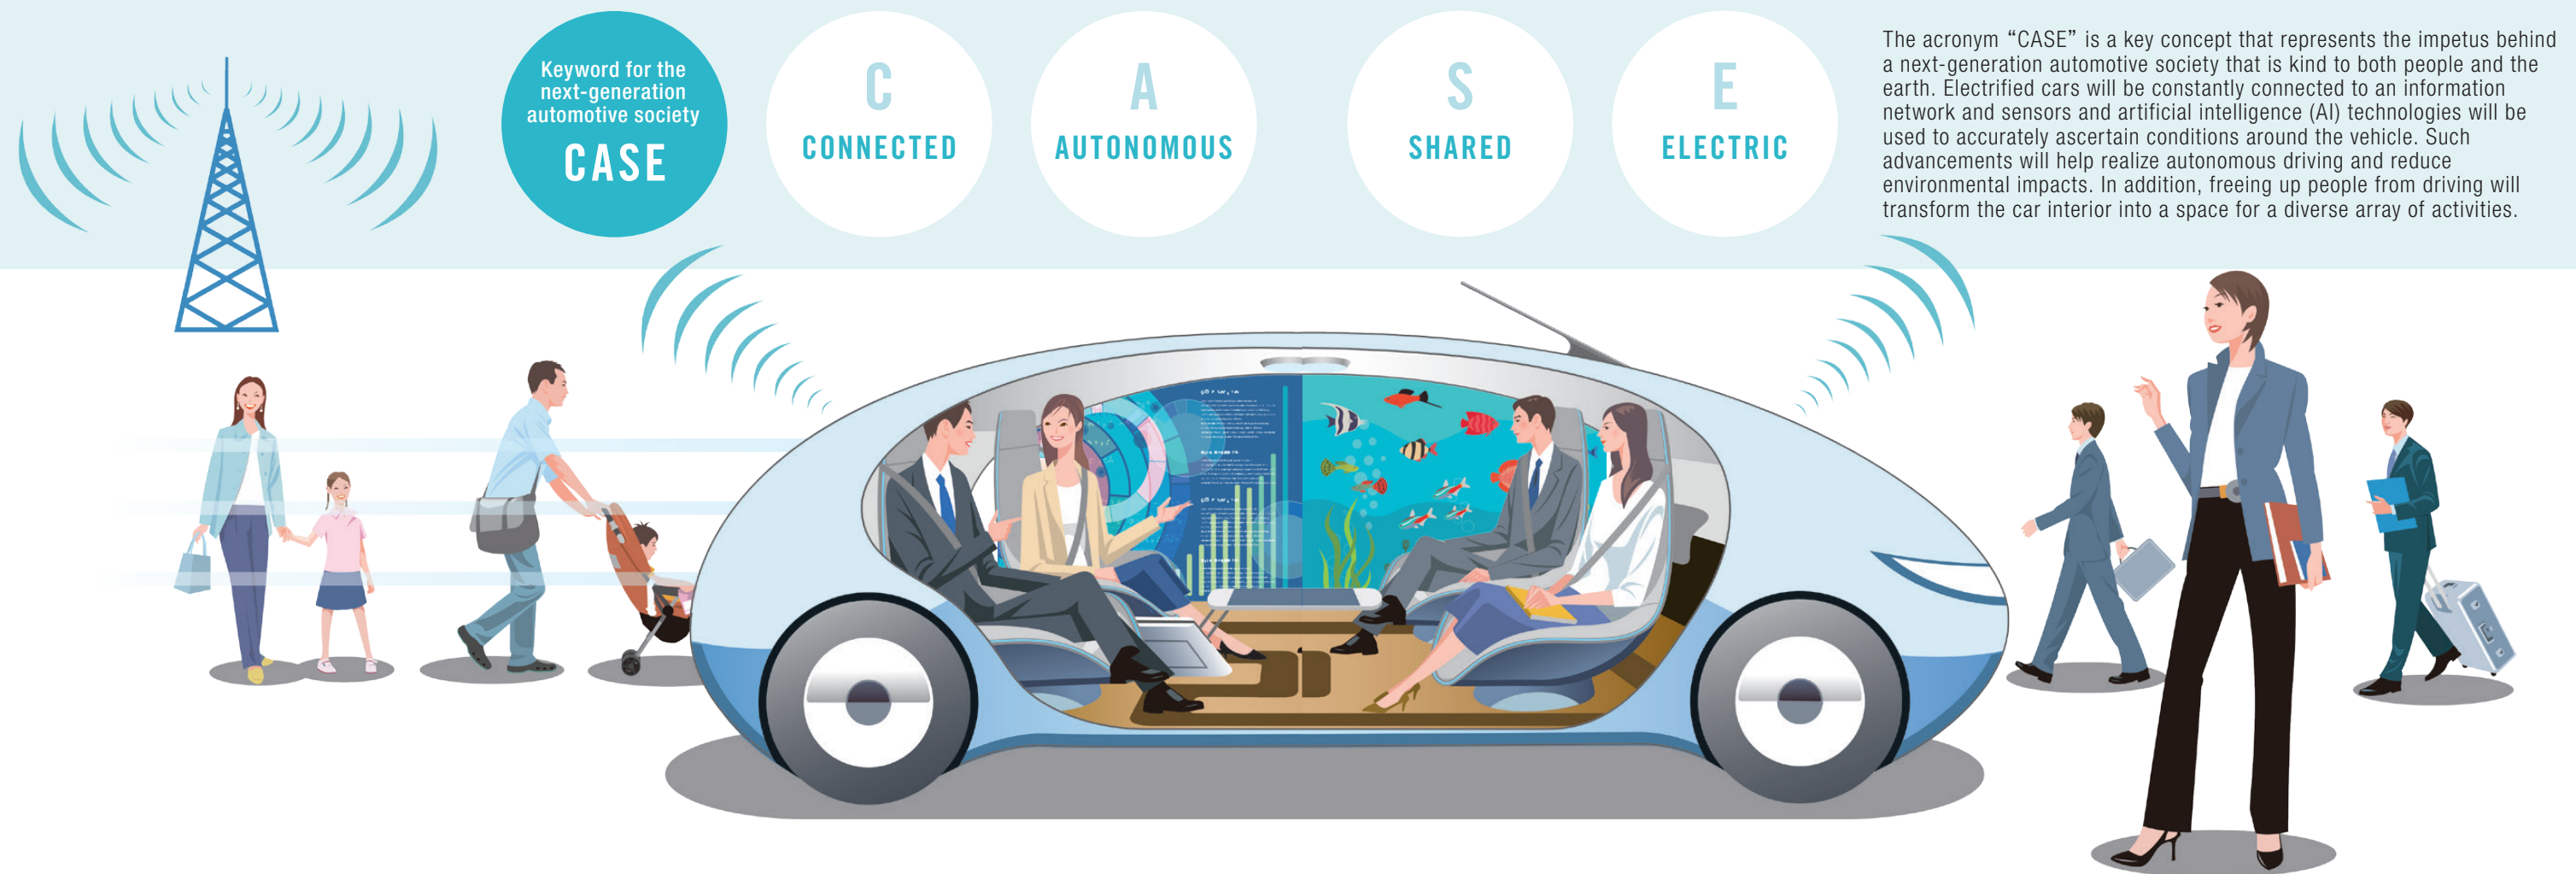 Keyword for the
next-generation
automotive society
CASE
C
CONNECTED
A
AUTONOMOUS
S
SHARED
E
ELECTRIC
The acronym “CASE” is a key concept that represents the impetus behind
a next-generation automotive society that is kind to both people and the
earth. Electrified cars will be constantly connected to an information
network and sensors and artificial intelligence (AI) technologies will be
used to accurately ascertain conditions around the vehicle. Such
advancements will help realize autonomous driving and reduce
environmental impacts. In addition, freeing up people from driving will
transform the car interior into a space for a diverse array of activities.